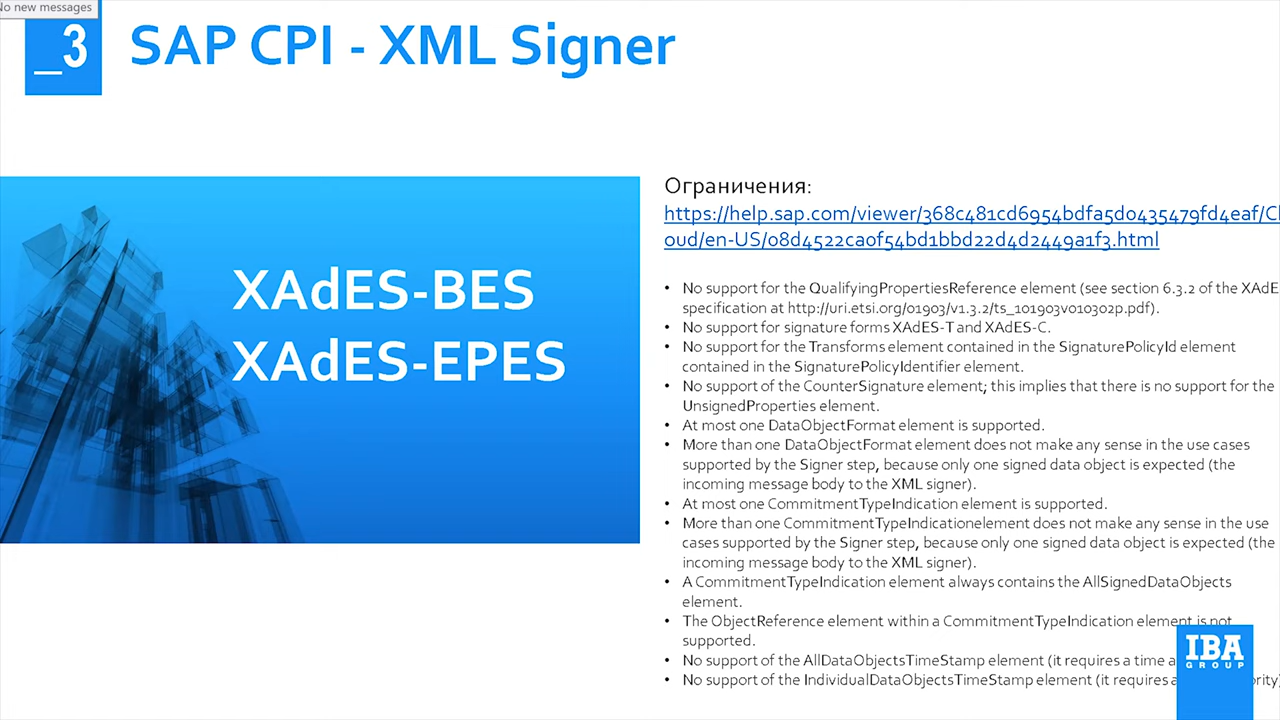 No new messages
_3
SAP CPI - XML Signer
XAdES-BES
XAdES-EPES
Ограничения:
https://help.sap.com/viewer/368c481cd6954bdfa5d0435479fd4eaf/Cl
oud/en-US/08d4522ca0f54bd1bbd22d4d2449a1f3.html
• No support for the QualifyingPropertiesReference element (see section 6.3.2 of the XAdE
specification at http://uri.etsi.org/01903/v1.3.2/ts_101903v010302p.pdf).
• No support for signature forms XAdES-T and XAdES-C.
• No support for the Transforms element contained in the SignaturePolicyId element
contained in the SignaturePolicyIdentifier element.
• No support of the CounterSignature element; this implies that there is no support for the
UnsignedProperties element.
• At most one DataObjectFormat element is supported.
• More than one DataObjectFormat element does not make any sense in the use cases
supported by the Signer step, because only one signed data object is expected (the
incoming message body to the XML signer).
• At most one CommitmentTypeIndication element is supported.
• More than one CommitmentTypeIndicationelement does not make any sense in the use
cases supported by the Signer step, because only one signed data object is expected (the
incoming message body to the XML signer).
• A CommitmentTypeIndication element always contains the AllSignedDataObjects
element.
• The ObjectReference element within a CommitmentTypeIndication element is not
supported.
• No support of the AllDataObjectsTimeStamp element (it requires a time a
• No support of the IndividualDataObjectsTimeStamp element (it requires a ority)
IBA
GROUP